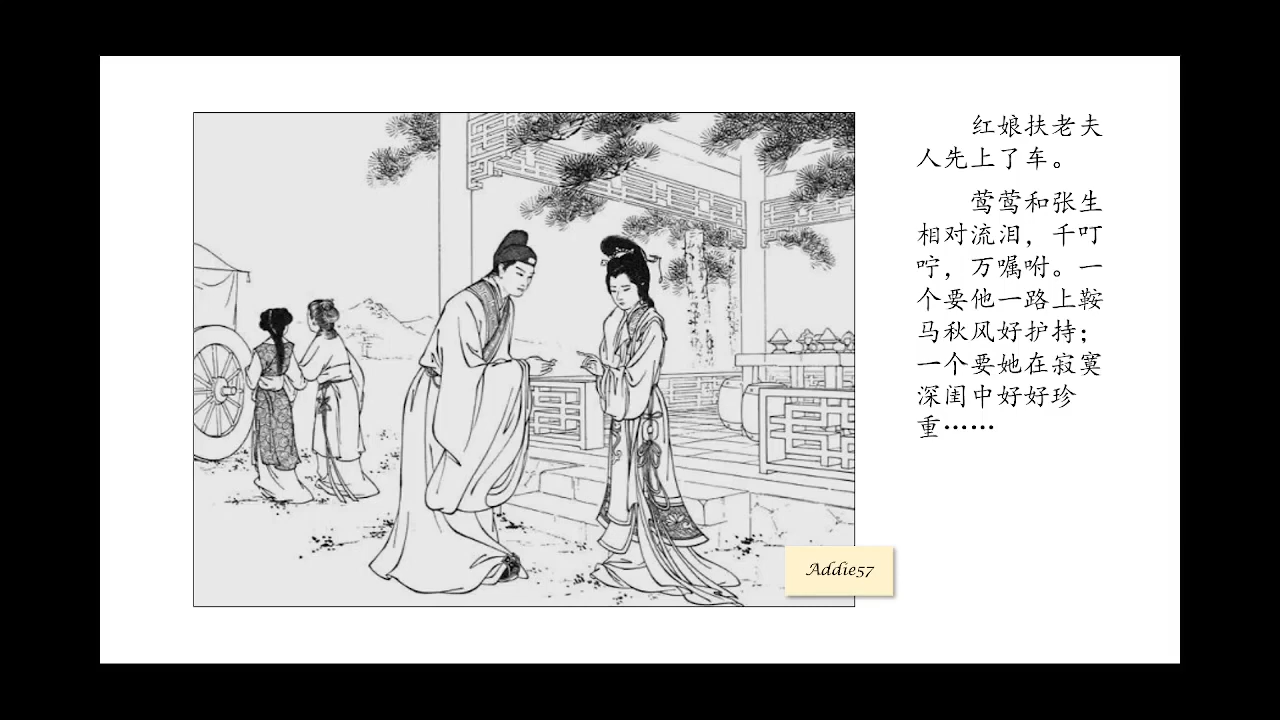 红娘扶老夫
人先上了车。
莺莺和张生
相对流泪，千叮
咛，万嘱咐。一
个要他一路上鞍
马秋风好护持；
一个要她在寂寞
深闺中好好珍
重……
Addie57